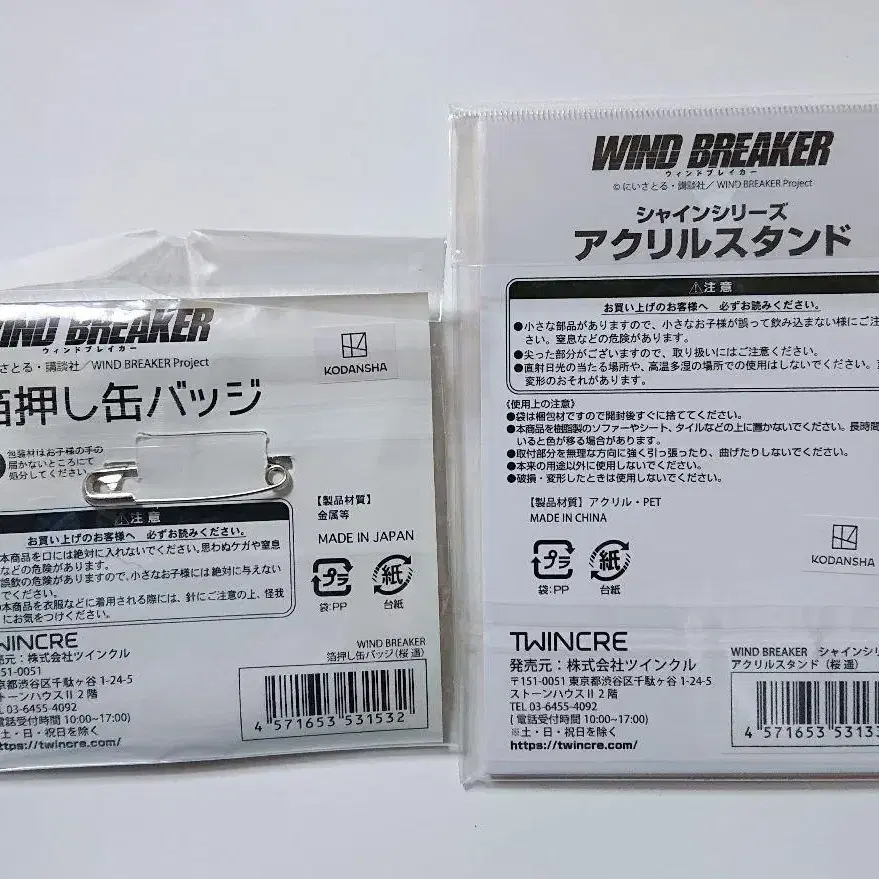 WIND BREAKER
ウィンドブレイカー
さとる・講談社／WIND BREAKER Project
KODANSHA
箔押し缶バッジ
包装材はお子様の手の
届かないところにて
処分してください
⚠注意
お買い上げのお客様へ 必ずお読みください。
本商品を口には絶対に入れないでください。思わぬケガや窒息
などの危険があります。
誤飲の危険がありますので、小さなお子様には絶対に与えない
本商品を衣服などに着用される際には、針にご注意の上、怪我
にお気をつけください。
【製品材質】
金属等
MADE IN JAPAN
プラ
袋:PP
紙
台紙
TWINCRE
発売元：株式会社ツインクル
151-0051
東京都渋谷区千駄ヶ谷 1-24-5
ストーンハウスⅡ 2 階
TEL 03-6455-4092
(電話受付時間 10:00~17:00)
※土・日・祝日を除く
https://twincre.com/
WIND BREAKER
箔押し缶バッジ(桜 遥)
4 571653 531532
WIND BREAKER
ウィンドブレイカー
©にいさとる・講談社／WIND BREAKER Project
シャインシリーズ
アクリルスタンド
⚠注意
お買い上げのお客様へ 必ずお読みください。
●小さな部品がありますので、小さなお子様が誤って飲み込まない様にご注
さい。窒息などの危険があります。
●尖った部分がございますので、取り扱いにはご注意ください。
●直射日光の当たる場所や、高温多湿の場所での使用はしないでください。
変形のおそれがあります。
〈使用上の注意〉
●袋は梱包材ですので開封後すぐに捨ててください。
●本商品を樹脂製のソファーやシート、タイルなどの上に置かないでください。長時間
いると色が移る場合があります。
●取付部分を無理な方向に強く引っ張ったり、曲げたりしないでください。
●本来の用途以外に使用しないでください。
●破損・変形したときは使用しないでください。
【製品材質】アクリル・PET
MADE IN CHINA
プラ
袋:PP
紙
台紙
KODANSHA
TWINCRE
発売元：株式会社ツインクル
〒151-0051 東京都渋谷区千駄ヶ谷 1-24-5
ストーンハウスⅡ 2 階
TEL 03-6455-4092
(電話受付時間 10:00~17:00)
※土・日・祝日を除く
https://twincre.com/
WIND BREAKER シャインシリ
アクリルスタンド（桜 遥）
4 571653 53133